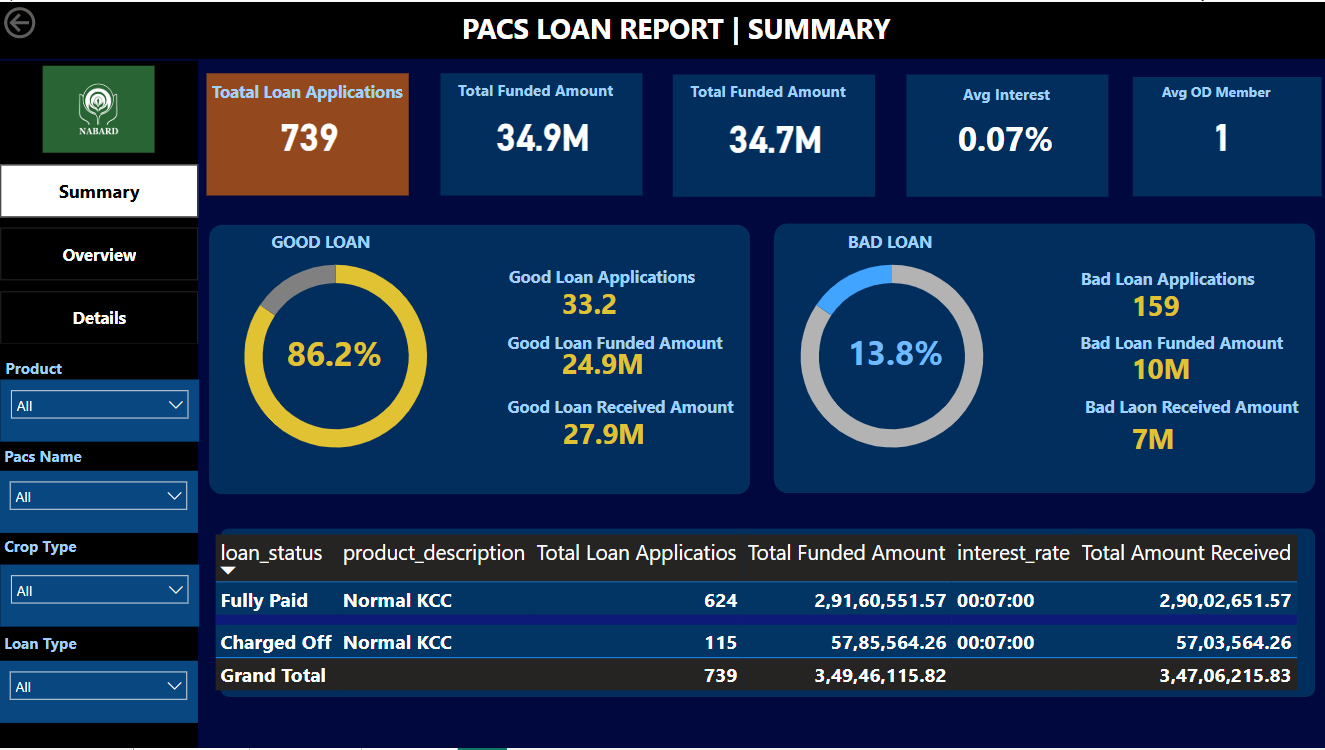 PACS LOAN REPORT | SUMMARY
NABARD
Summary
Overview
Details
Product
All
Pacs Name
All
Crop Type
All
Loan Type
All
Toatal Loan Applications
739
Total Funded Amount
34.9M
Total Funded Amount
34.7M
Avg Interest
0.07%
Avg OD Member
1
GOOD LOAN
86.2%
Good Loan Applications
33.2
Good Loan Funded Amount
24.9M
Good Loan Received Amount
27.9M
BAD LOAN
13.8%
Bad Loan Applications
159
Bad Loan Funded Amount
10M
Bad Laon Received Amount
7M
loan_status product_description Total Loan Applicatios Total Funded Amount interest_rate Total Amount Received
Fully Paid Normal KCC 624 2,91,60,551.57 00:07:00 2,90,02,651.57
Charged Off Normal KCC 115 57,85,564.26 00:07:00 57,03,564.26
Grand Total 739 3,49,46,115.82 3,47,06,215.83